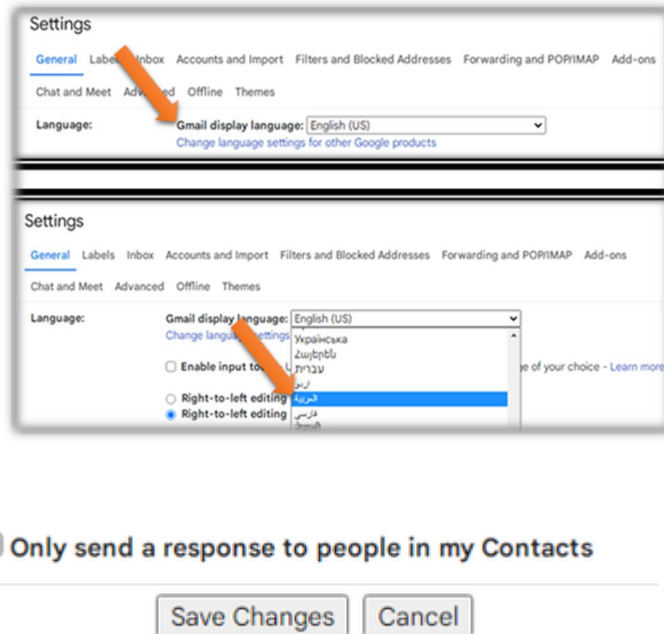 Settings
General Labels Inbox Accounts and Import Filters and Blocked Addresses Forwarding and POP/IMAP Add-ons
Chat and Meet Advanced Offline Themes
Language: Gmail display language: English (US)
Change language settings for other Google products
Settings
General Labels Inbox Accounts and Import Filters and Blocked Addresses Forwarding and POP/IMAP Add-ons
Chat and Meet Advanced Offline Themes
Language: Gmail display language: English (US)
Change language settings
Українська
Հայերեն
עברית
Enable input to of your choice - Learn more
اردو
Right-to-left editing العربية
Right-to-left editing فارسی
Only send a response to people in my Contacts
Save Changes Cancel